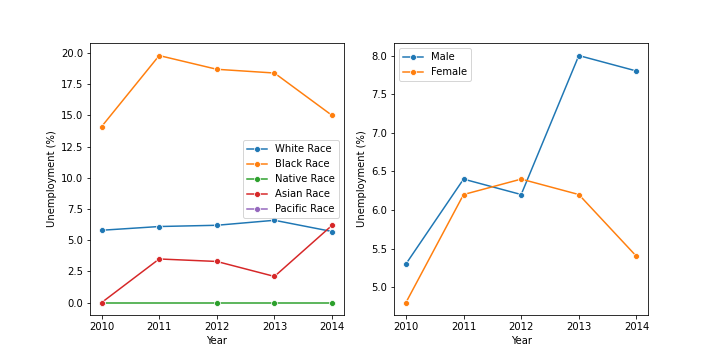 20.0
17.5
15.0
12.5
10.0
7.5
5.0
2.5
0.0
Unemployment (%)
White Race
Black Race
Native Race
Asian Race
Pacific Race
2010 2011 2012 2013 2014
Year
8.0
7.5
7.0
6.5
6.0
5.5
5.0
Unemployment (%)
Male
Female
2010 2011 2012 2013 2014
Year